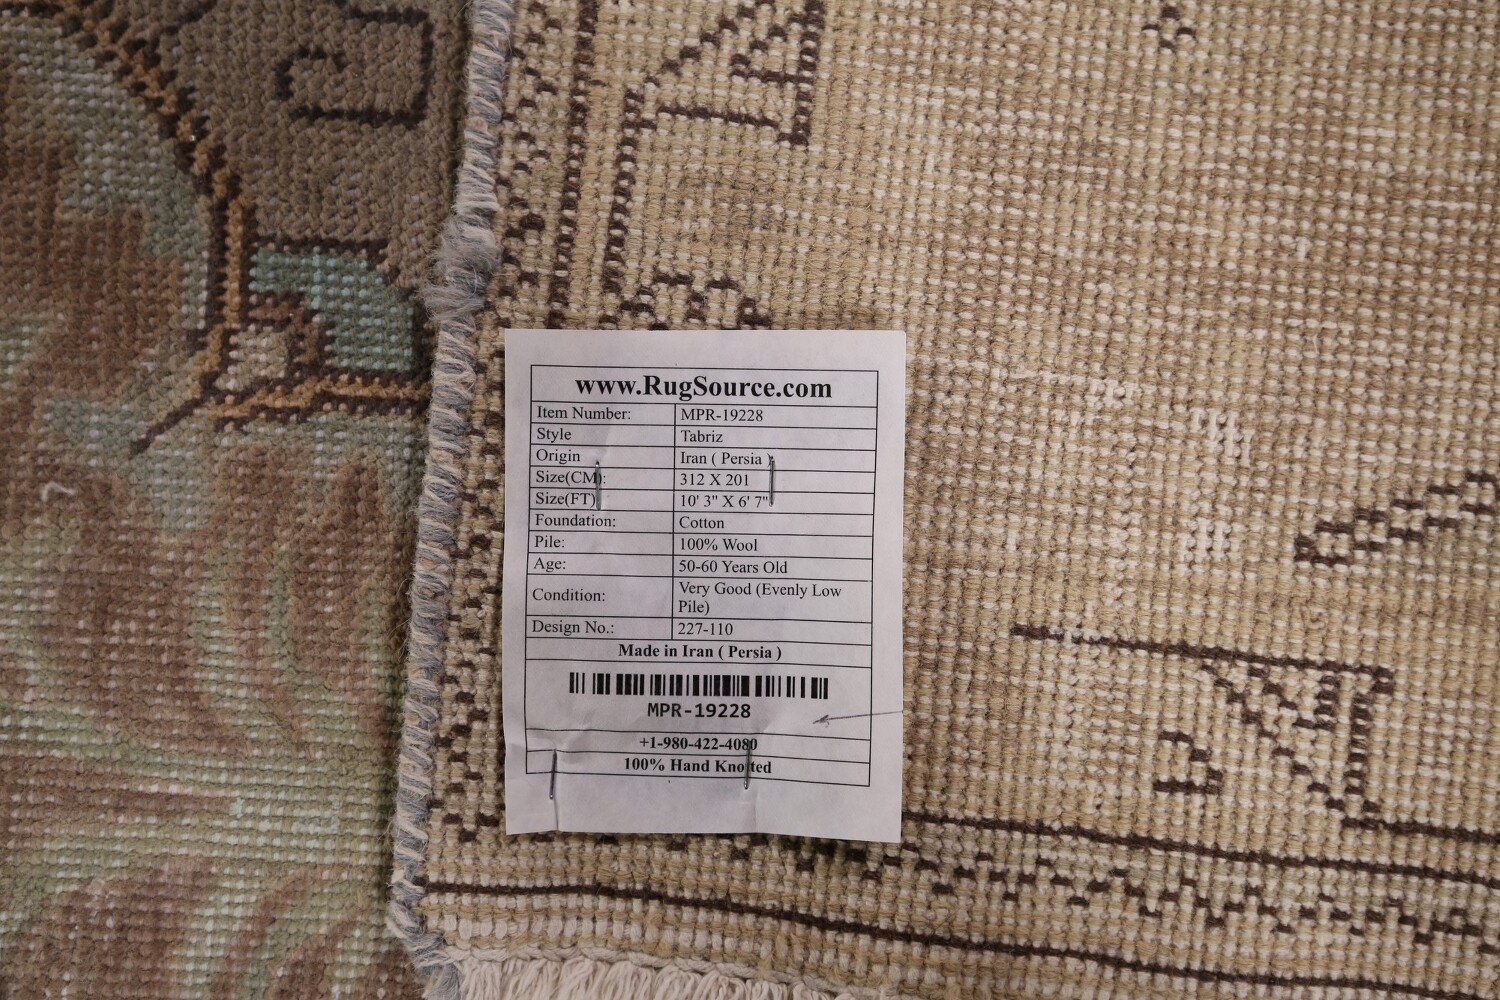 www.RugSource.com
Item Number: MPR-19228
Style Tabriz
Origin Iran ( Persia )
Size(CM): 312 X 201
Size(FT) 10' 3" X 6' 7"
Foundation: Cotton
Pile: 100% Wool
Age: 50-60 Years Old
Condition: Very Good (Evenly Low
Pile)
Design No.: 227-110
Made in Iran ( Persia )
MPR-19228
+1-980-422-4080
100% Hand Knotted